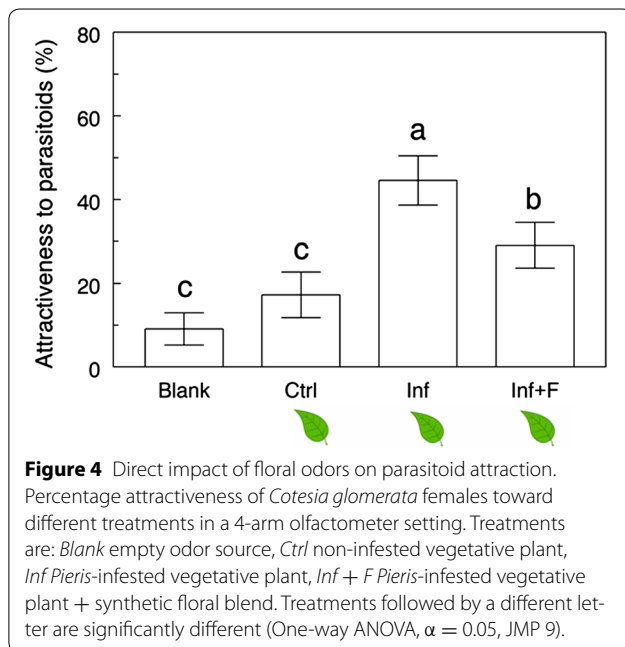 Attractiveness to parasitoids (%)
80
60
40
20
0
c
c
a
b
Blank
Ctrl
Inf
Inf+F
Figure 4 Direct impact of floral odors on parasitoid attraction.
Percentage attractiveness of Cotesia glomerata females toward
different treatments in a 4-arm olfactometer setting. Treatments
are: Blank empty odor source, Ctrl non-infested vegetative plant,
Inf Pieris-infested vegetative plant, Inf + F Pieris-infested vegetative
plant + synthetic floral blend. Treatments followed by a different let-
ter are significantly different (One-way ANOVA, α = 0.05, JMP 9).